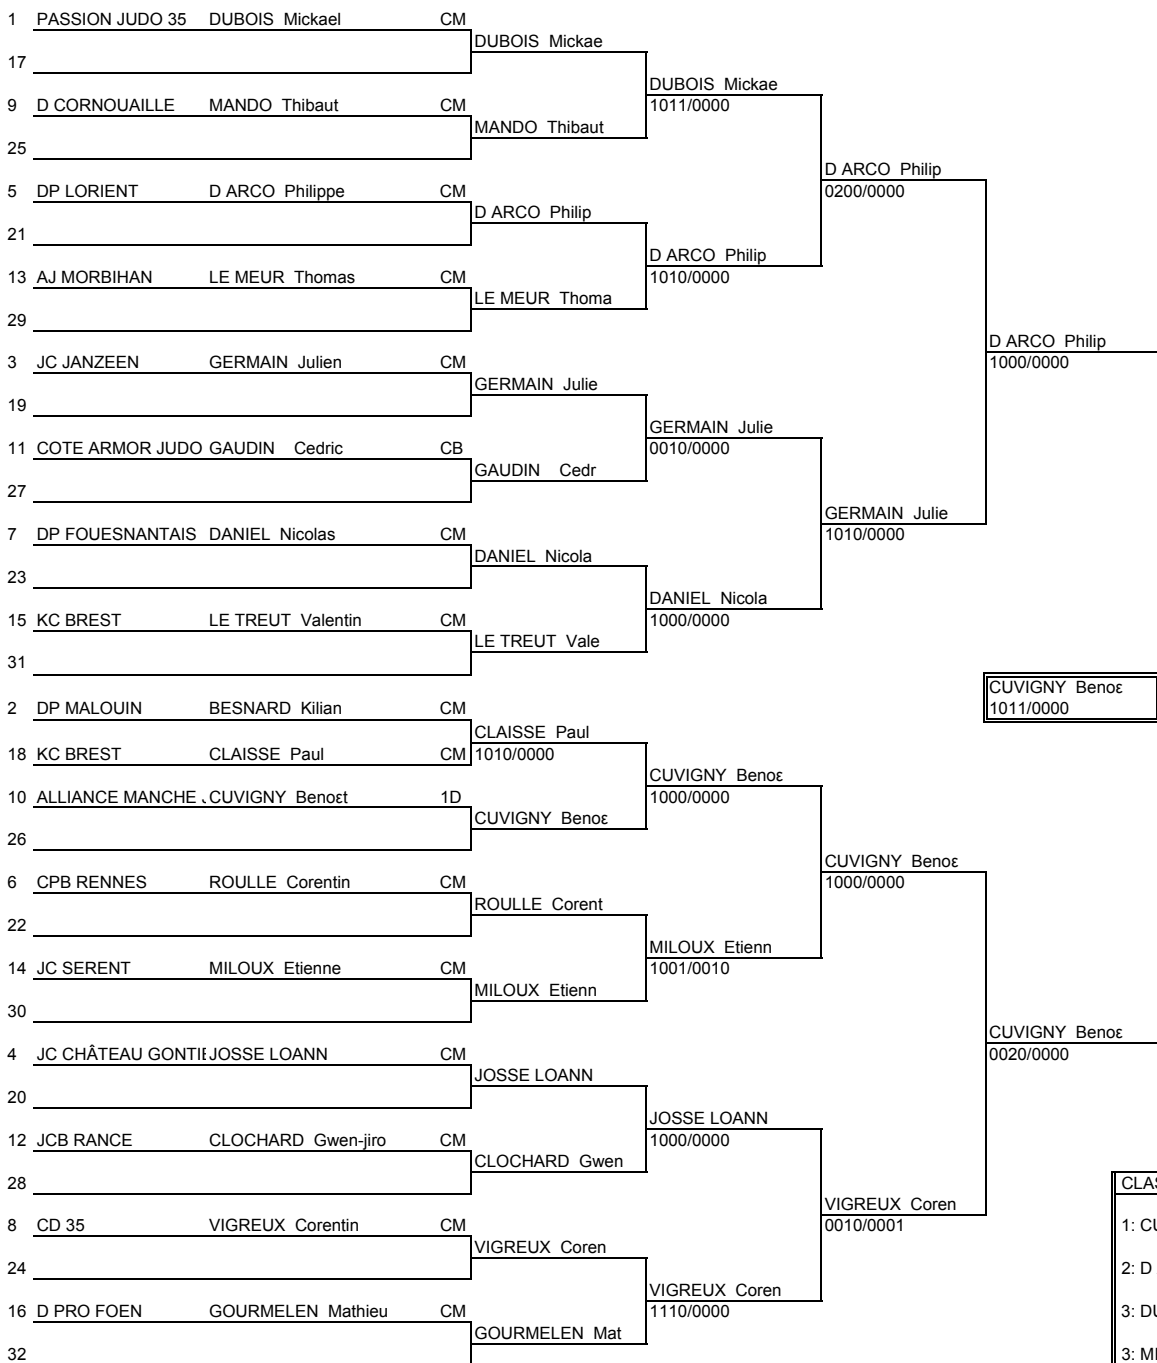 1 PASSION JUDO 35 DUBOIS Mickael CM
DUBOIS Mickae
17
DUBOIS Mickae
9 D CORNOUAILLE MANDO Thibaut CM
1011/0000
MANDO Thibaut
25
D ARCO Philip
5 DP LORIENT D ARCO Philippe CM
0200/0000
D ARCO Philip
21
D ARCO Philip
13 AJ MORBIHAN LE MEUR Thomas CM
1010/0000
LE MEUR Thoma
29
D ARCO Philip
3 JC JANZEEN GERMAIN Julien CM
1000/0000
GERMAIN Julie
19
GERMAIN Julie
11 COTE ARMOR JUDO GAUDIN Cedric CB
0010/0000
GAUDIN Cedr
27
GERMAIN Julie
7 DP FOUESNANTAIS DANIEL Nicolas CM
1010/0000
DANIEL Nicola
23
DANIEL Nicola
15 KC BREST LE TREUT Valentin CM
1000/0000
LE TREUT Vale
31
CUVIGNY Benoε
2 DP MALOUIN BESNARD Kilian CM
1011/0000
CLAISSE Paul
18 KC BREST CLAISSE Paul CM
1010/0000
CUVIGNY Benoε
10 ALLIANCE MANCHE CUVIGNY Benoεt 1D
1000/0000
CUVIGNY Benoε
26
CUVIGNY Benoε
6 CPB RENNES ROULLE Corentin CM
1000/0000
ROULLE Corent
22
MILOUX Etienn
14 JC SERENT MILOUX Etienne CM
1001/0010
MILOUX Etienn
30
CUVIGNY Benoε
4 JC CHÂTEAU GONTIE JOSSE LOANN CM
0020/0000
JOSSE LOANN
20
JOSSE LOANN
12 JCB RANCE CLOCHARD Gwen-jiro CM
1000/0000
CLOCHARD Gwen
28
CLAS
VIGREUX Coren
8 CD 35 VIGREUX Corentin CM
0010/0001
1: CU
VIGREUX Coren
24
2: D
VIGREUX Coren
16 D PRO FOEN GOURMELEN Mathieu CM
1110/0000
3: DU
GOURMELEN Mat
32
3: MI